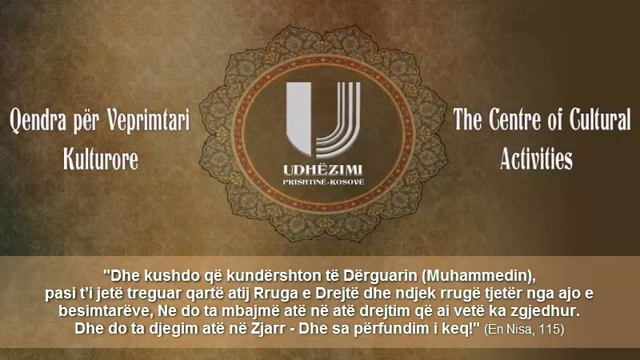 Qendra për Veprimtari
Kulturore
UDHËZIMI
PRISHTINË-KOSOVË
The Centre of Cultural
Activities
"Dhe kushdo që kundërshton të Dërguarin (Muhammedin),
pasi t'i jetë treguar qartë atij Rruga e Drejtë dhe ndjek rrugë tjetër nga ajo e
besimtarëve, Ne do ta mbajmë atë në atë drejtim që ai vetë ka zgjedhur.
Dhe do ta djegim atë në Zjarr - Dhe sa përfundim i keq!" (En Nisa, 115)